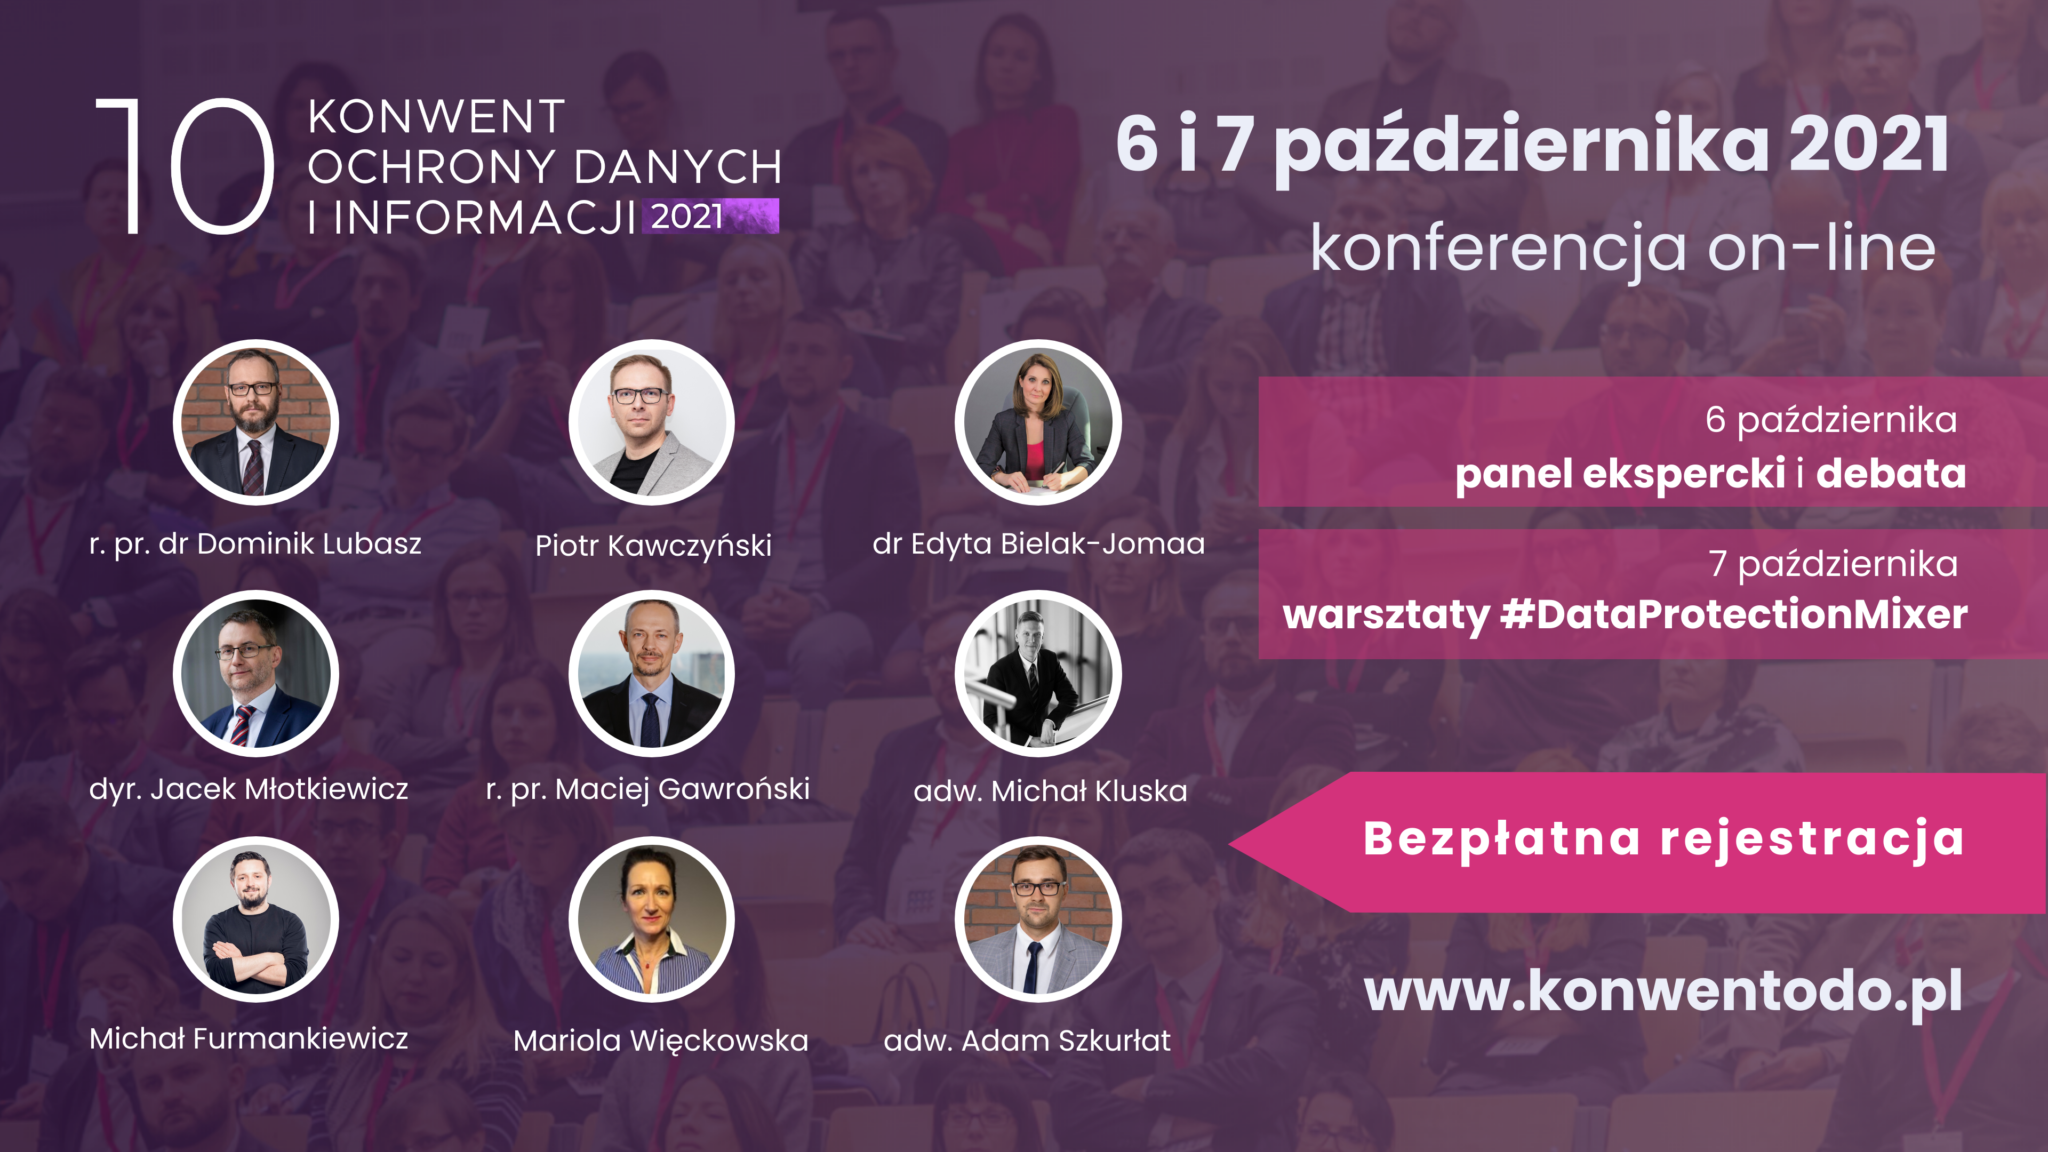 10
KONWENT
OCHRONY DANYCH
I INFORMACJI 2021
6 i 7 października 2021
konferencja on-line
r. pr. dr Dominik Lubasz
Piotr Kawczyński
dr Edyta Bielak-Jomaa
dyr. Jacek Młotkiewicz
r. pr. Maciej Gawroński
adw. Michał Kluska
Michał Furmankiewicz
Mariola Więckowska
adw. Adam Szkurłat
6 października
panel ekspercki i debata
7 października
warsztaty #DataProtectionMixer
Bezpłatna rejestracja
www.konwentodo.pl